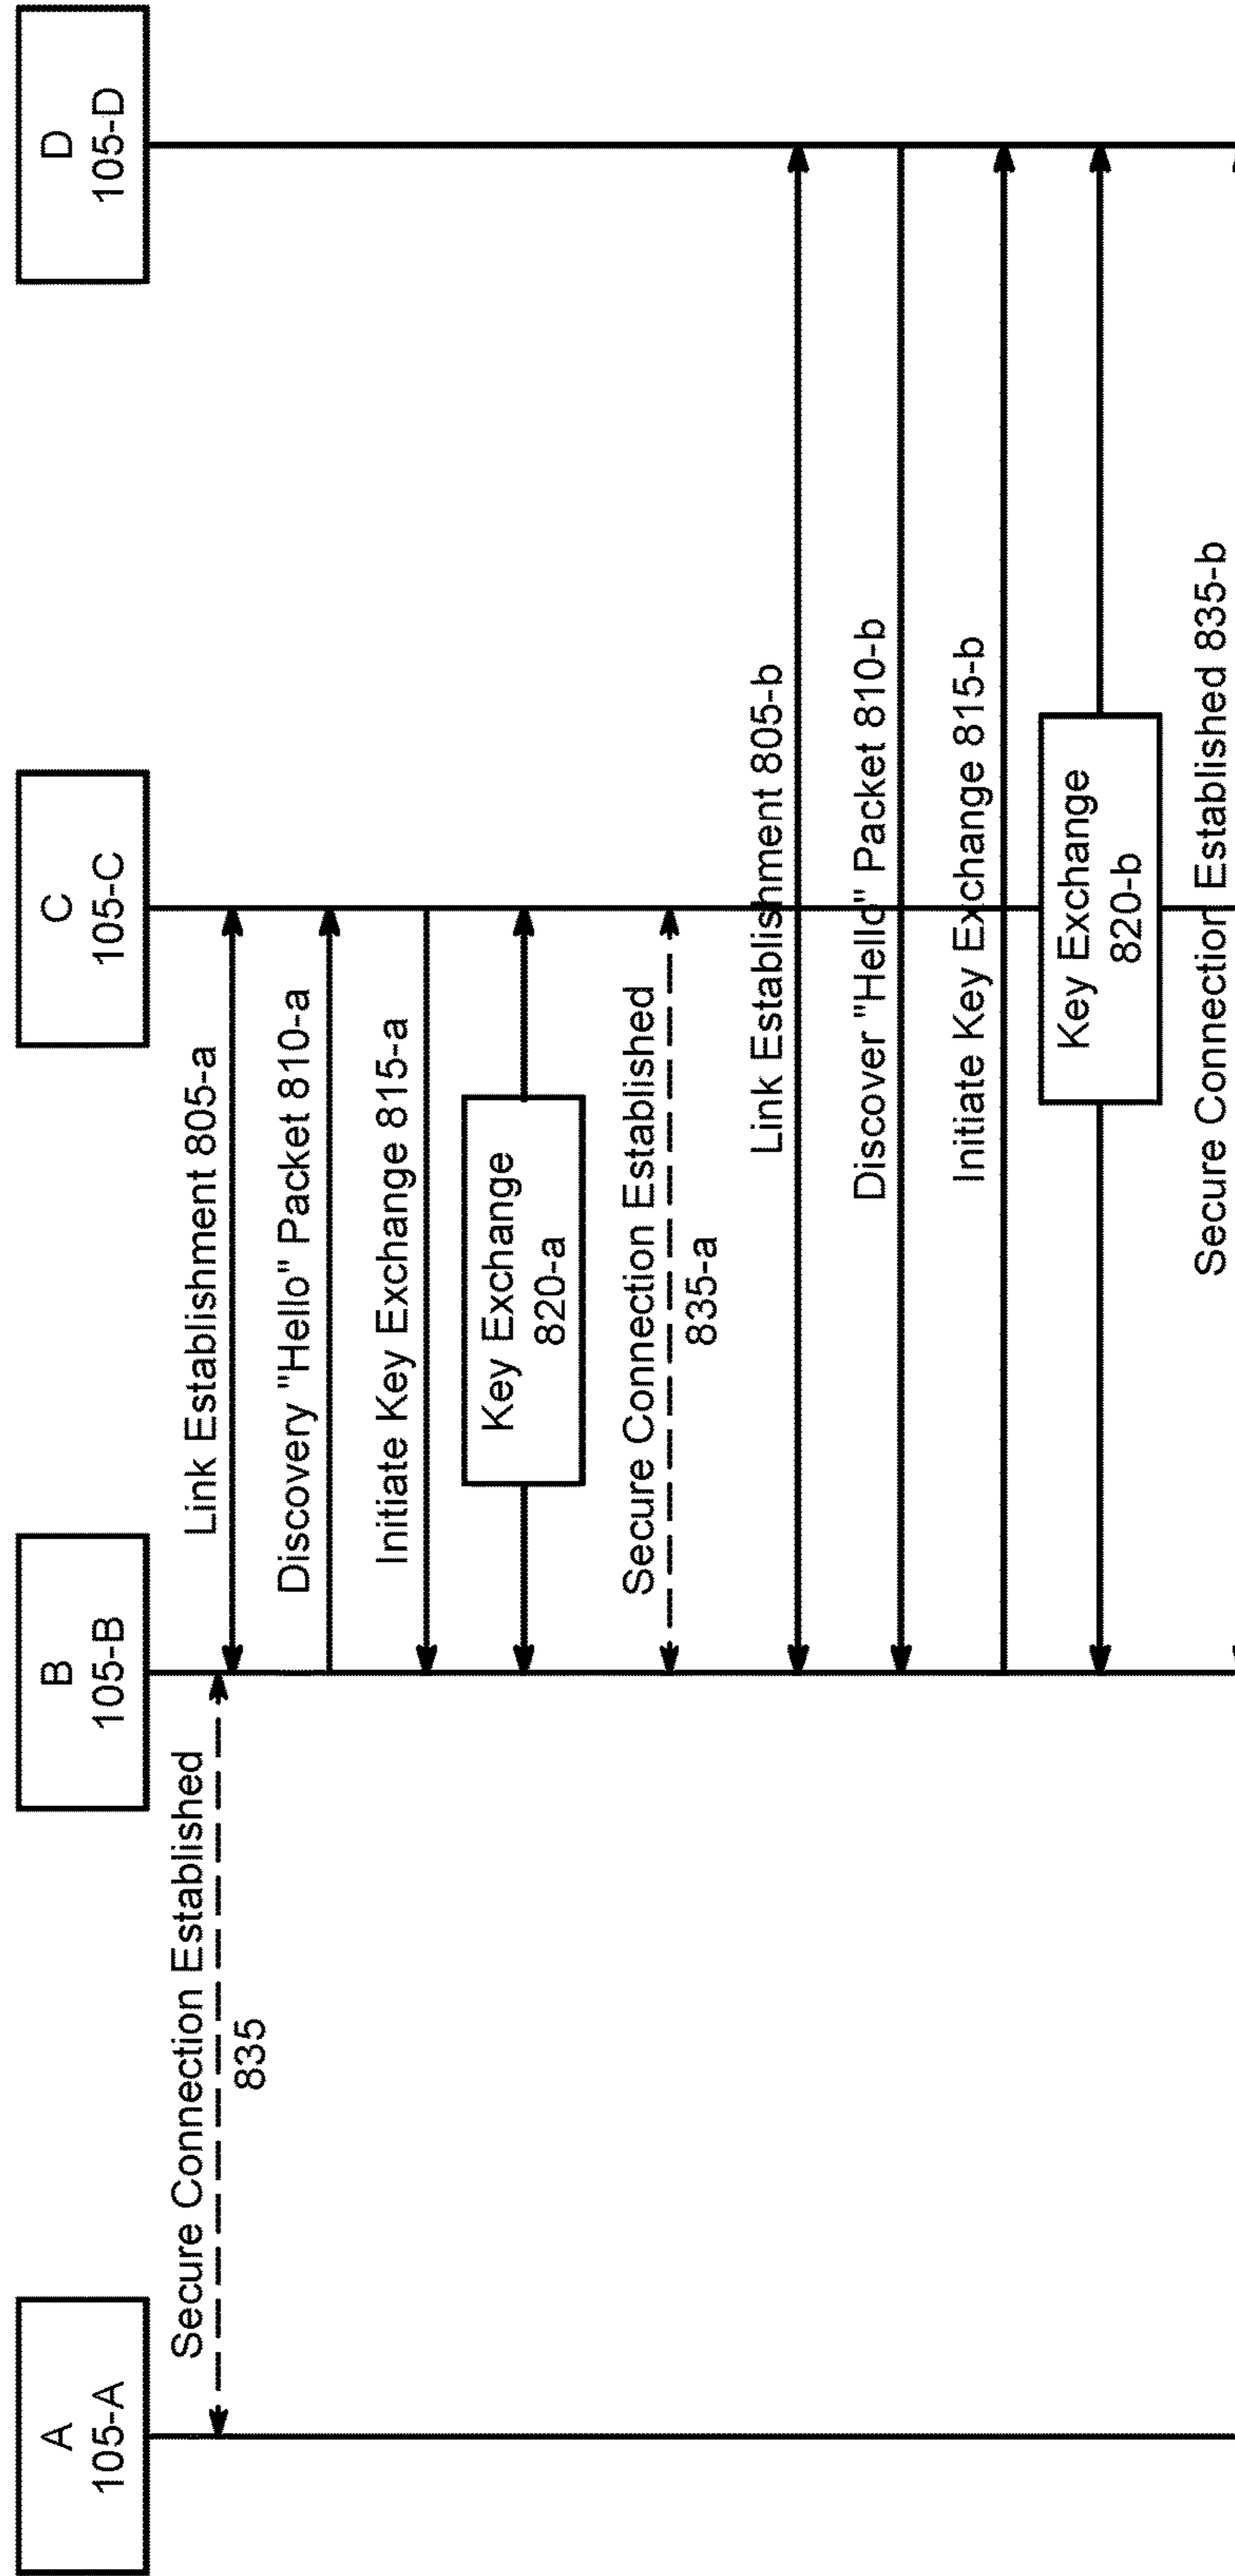 A
105-A
B
105-B
C
105-C
D
105-D
Secure Connection Established
835
Link Establishment 805-a
Discovery "Hello" Packet 810-a
Initiate Key Exchange 815-a
Key Exchange
820-a
Secure Connection Established
835-a
Link Establishment 805-b
Discover "Hello" Packet 810-b
Initiate Key Exchange 815-b
Key Exchange
820-b
Secure Connection Established 835-b